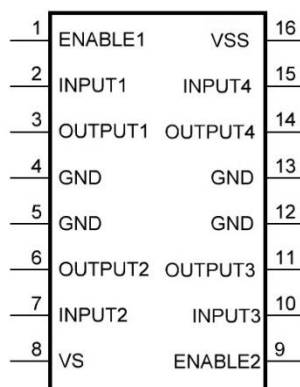 1 ENABLE1 VSS 16
2 INPUT1 INPUT4 15
3 OUTPUT1 OUTPUT4 14
4 GND GND 13
5 GND GND 12
6 OUTPUT2 OUTPUT3 11
7 INPUT2 INPUT3 10
8 VS ENABLE2 9